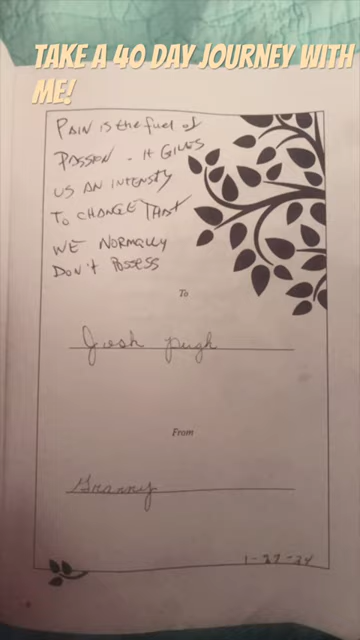 TAKE A 40 DAY JOURNEY WITH
ME!
PAIN is the fuel of
PASSION - It GIVES
US AN INTENSITY
TO CHANGE THAT
WE NORMALLY
DON'T POSSESS
To
Josh pugh
From
Granny
1-27-24